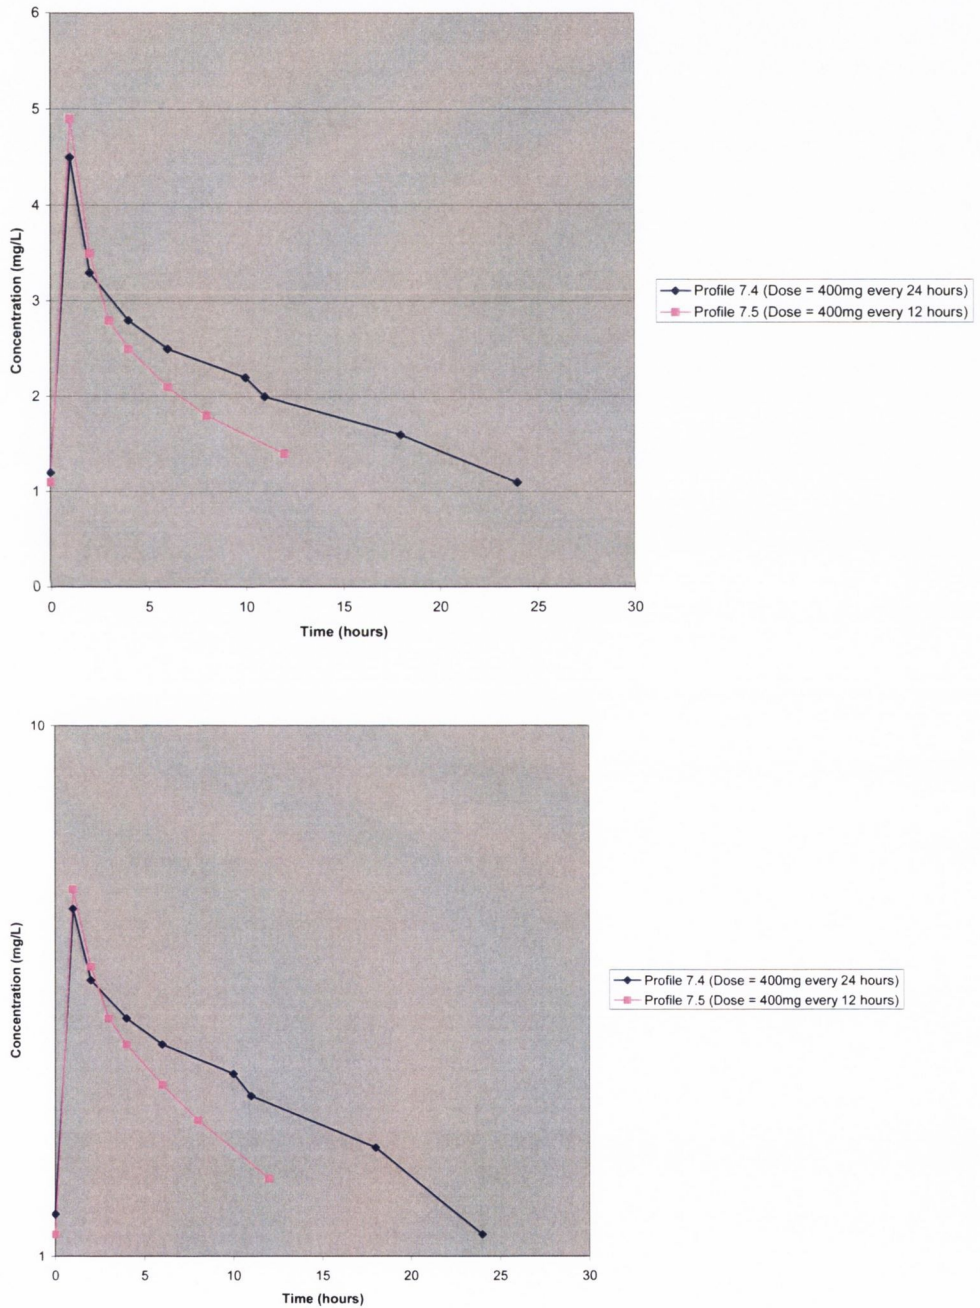 6
5
4
3
2
1
0
Concentration (mg/L)
0 5 10 15 20 25 30
Time (hours)
Profile 7.4 (Dose = 400mg every 24 hours)
Profile 7.5 (Dose = 400mg every 12 hours)
10
1
Concentration (mg/L)
0 5 10 15 20 25 30
Time (hours)
Profile 7.4 (Dose = 400mg every 24 hours)
Profile 7.5 (Dose = 400mg every 12 hours)